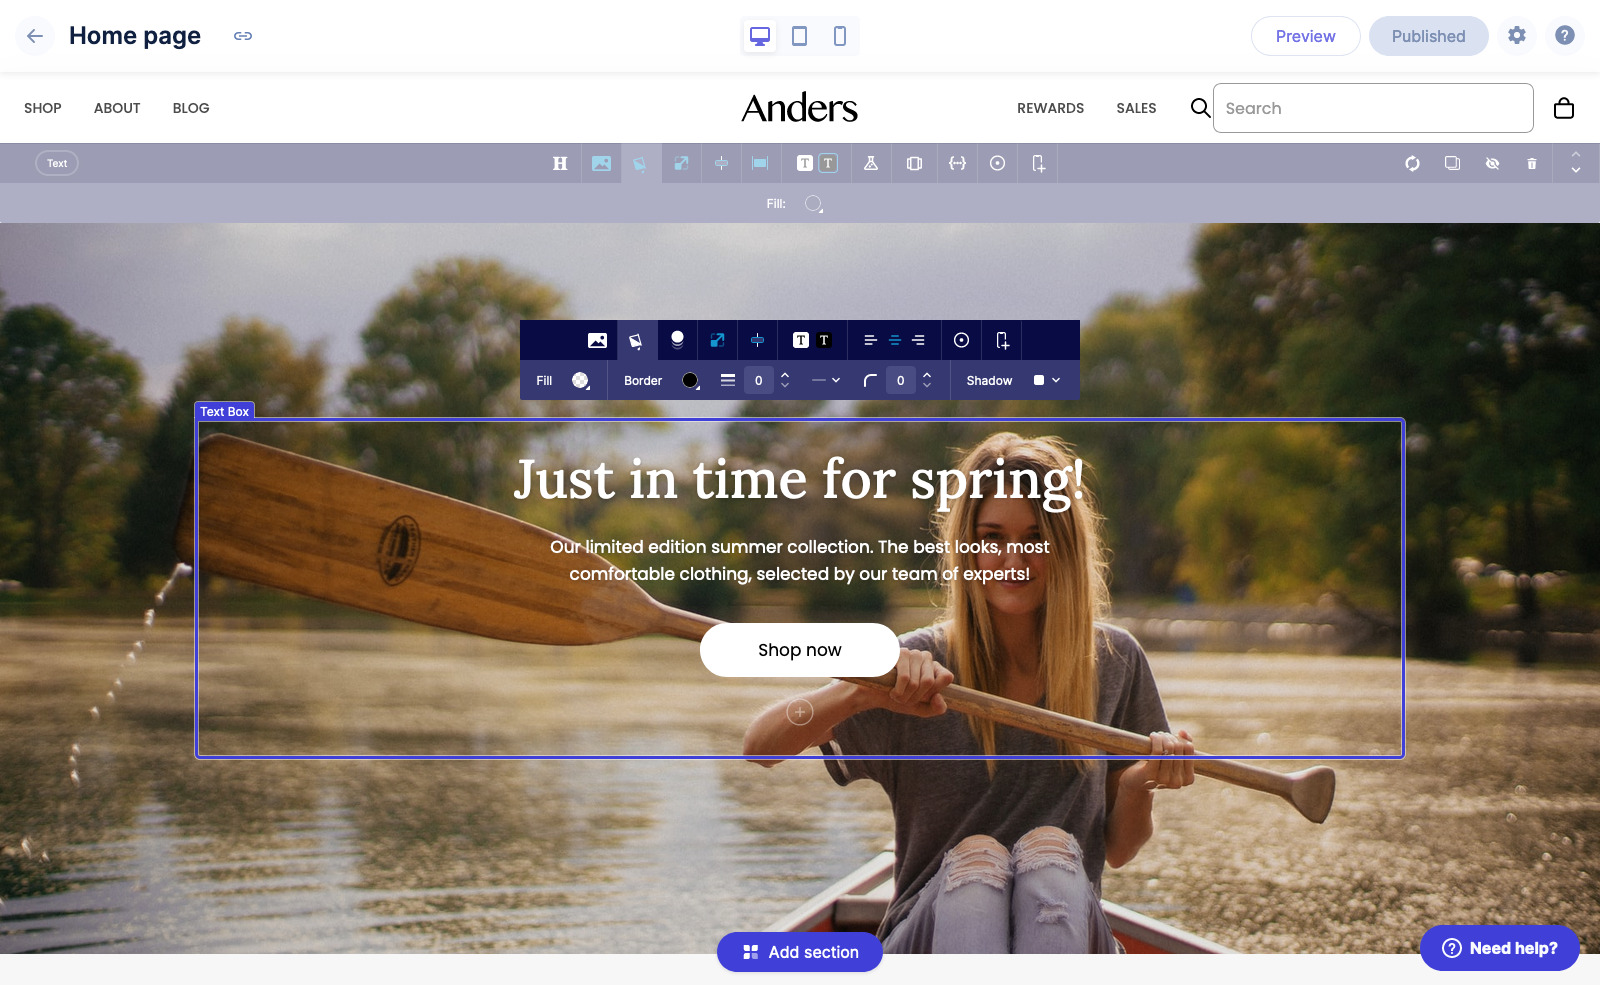 Home page
Preview
Published
SHOP
ABOUT
BLOG
Anders
REWARDS
SALES
Search
Text
H
T
T
Fill:
T
T
Fill
Border
0
0
Shadow
Text Box
Just in time for spring!
Our limited edition summer collection. The best looks, most
comfortable clothing, selected by our team of experts!
Shop now
Add section
Need help?